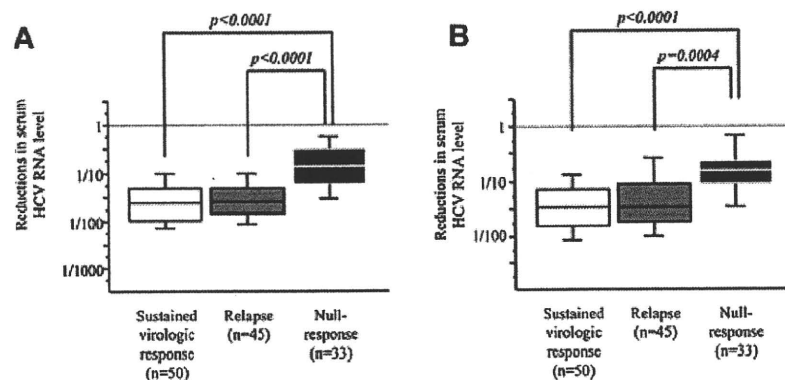 A
p<0.0001
p<0.0001
Reductions in serum
HCV RNA level
1
1/10
1/100
1/1000
Sustained
virologic
response
(n=50)
Relapse
(n=45)
Null-
response
(n=33)
B
p<0.0001
p=0.0004
Reductions in serum
HCV RNA level
1
1/10
1/100
Sustained
virologic
response
(n=50)
Relapse
(n=45)
Null-
response
(n=33)